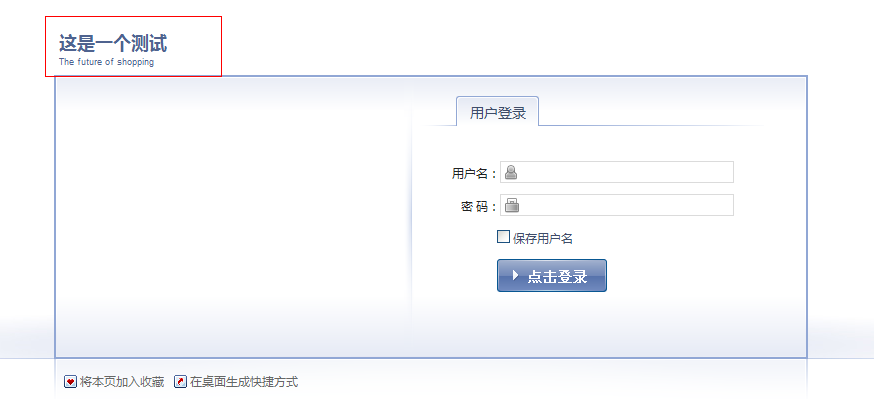 这是一个测试
The future of shopping
用户登录
用户名：
密 码：
保存用户名
点击登录
将本页加入收藏 在桌面生成快捷方式